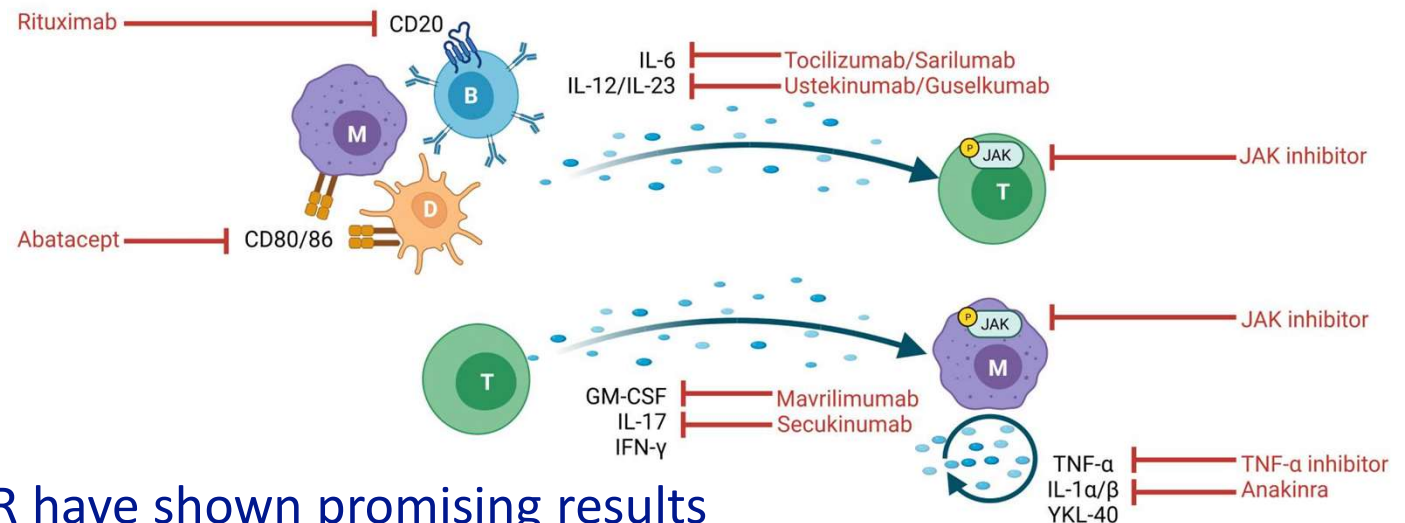 Rituximab CD20
IL-6 Tocilizumab/Sarilumab
IL-12/IL-23 Ustekinumab/Guselkumab
B
M
P JAK JAK inhibitor
T
D
Abatacept CD80/86
P JAK JAK inhibitor
M
T
GM-CSF Mavrilimumab
IL-17 Secukinumab
IFN-γ
TNF-α TNF-α inhibitor
IL-1α/β Anakinra
YKL-40
R have shown promising results